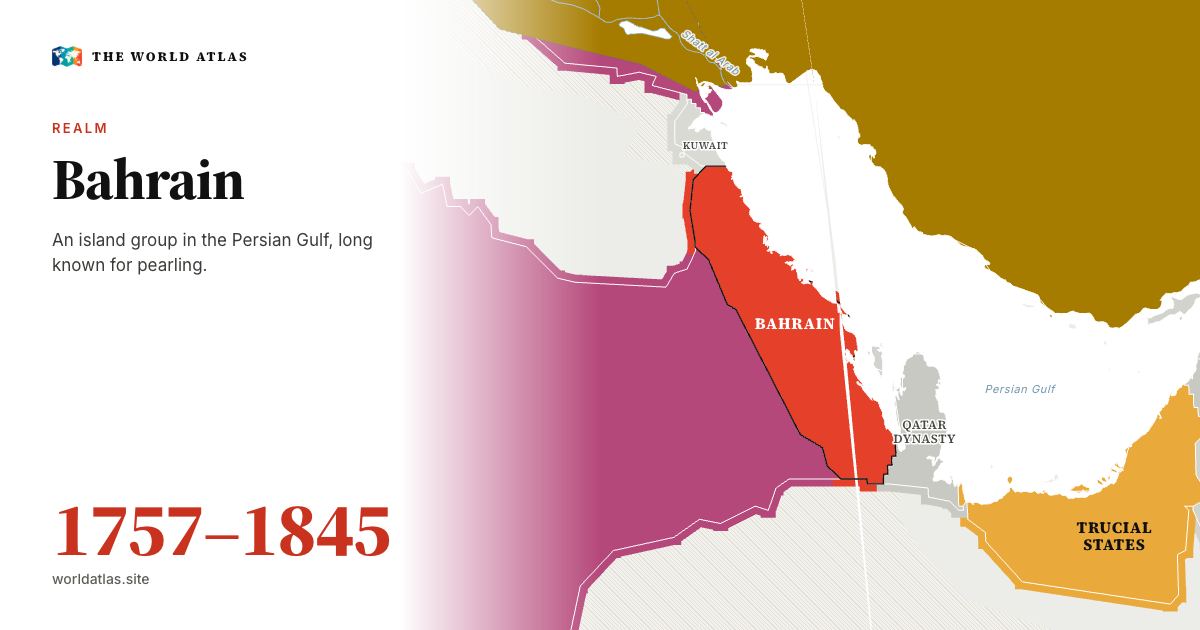 THE WORLD ATLAS
REALM
Bahrain
An island group in the Persian Gulf, long
known for pearling.
1757–1845
worldatlas.site
Shatt al Arab
KUWAIT
BAHRAIN
Persian Gulf
QATAR
DYNASTY
TRUCIAL
STATES